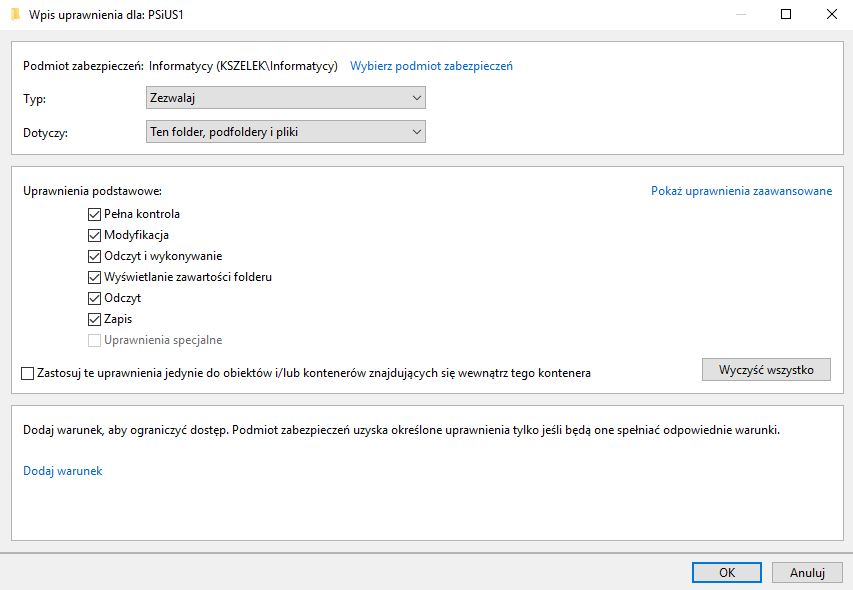 Wpis uprawnienia dla: PSiUS1
Podmiot zabezpieczeń: Informatycy (KSZELEK\Informatycy) Wybierz podmiot zabezpieczeń
Typ: Zezwalaj
Dotyczy: Ten folder, podfoldery i pliki
Uprawnienia podstawowe: Pokaż uprawnienia zaawansowane
Pełna kontrola
Modyfikacja
Odczyt i wykonywanie
Wyświetlanie zawartości folderu
Odczyt
Zapis
Uprawnienia specjalne
Zastosuj te uprawnienia jedynie do obiektów i/lub kontenerów znajdujących się wewnątrz tego kontenera Wyczyść wszystko
Dodaj warunek, aby ograniczyć dostęp. Podmiot zabezpieczeń uzyska określone uprawnienia tylko jeśli będą one spełniać odpowiednie warunki.
Dodaj warunek
OK Anuluj